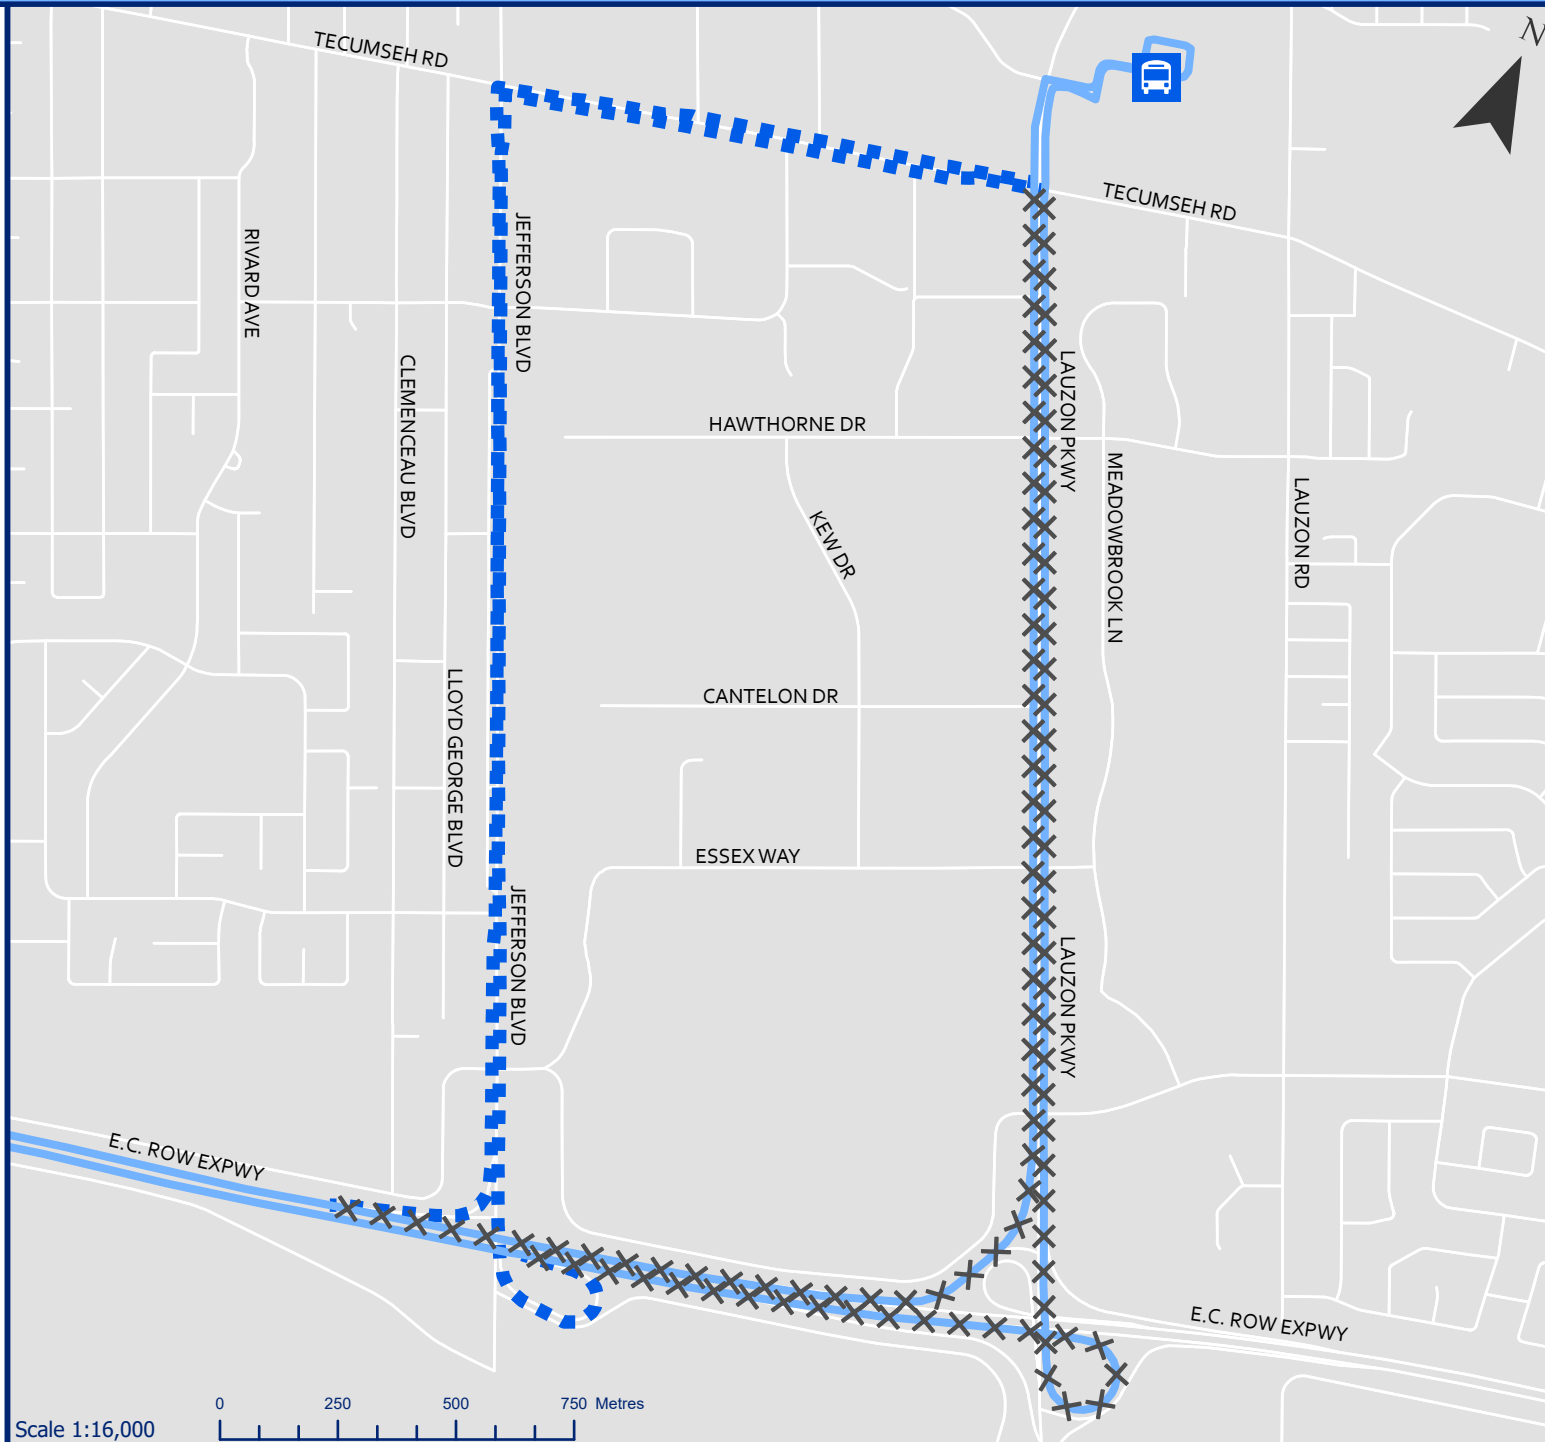 N
TECUMSEH RD
TECUMSEH RD
JEFFERSON BLVD
RIVARD AVE
LAUZON PKWY
CLEMENCEAU BLVD
HAWTHORNE DR
MEADOWBROOK LN
LAUZON RD
KEW DR
LLOYD GEORGE BLVD
CANTELON DR
ESSEX WAY
JEFFERSON BLVD
LAUZON PKWY
E.C. ROW EXPWY
E.C. ROW EXPWY
0 250 500 750 Metres
Scale 1:16,000